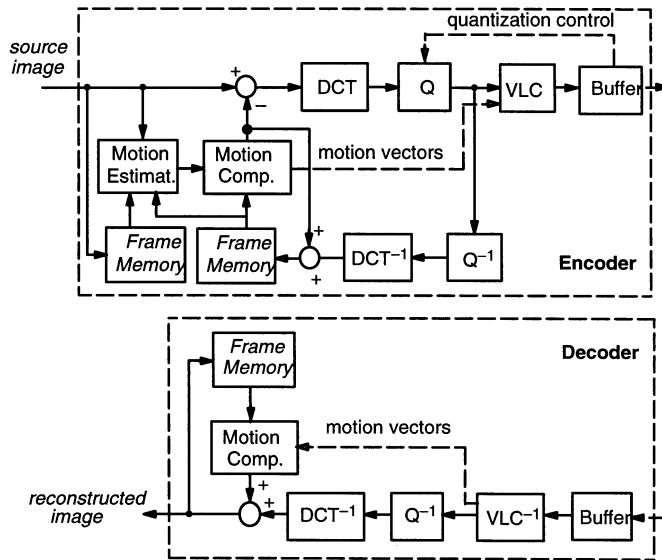 quantization control
source
image
+
−
DCT
Q
VLC
Buffer
Motion
Estimat.
Motion
Comp.
motion vectors
Frame
Memory
Frame
Memory
+
+
DCT⁻¹
Q⁻¹
Encoder
Frame
Memory
Decoder
Motion
Comp.
motion vectors
+
+
reconstructed
image
DCT⁻¹
Q⁻¹
VLC⁻¹
Buffer